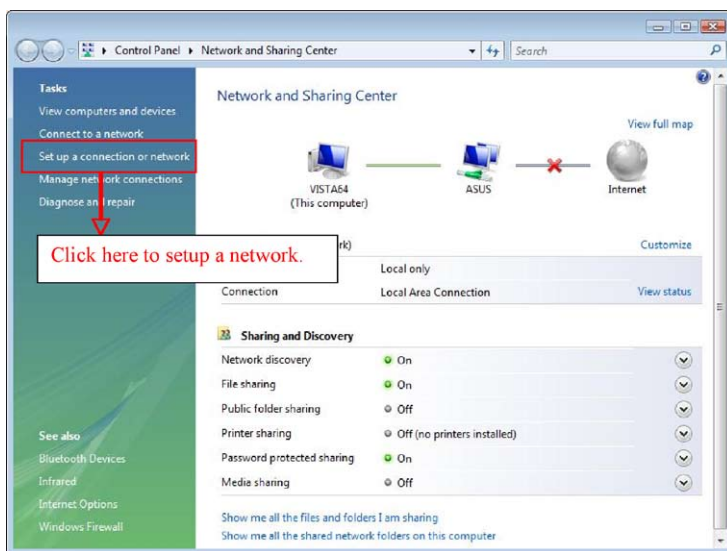 Control Panel
Network and Sharing Center
Search
Tasks
View computers and devices
Connect to a network
Set up a connection or network
Manage network connections
Diagnose and repair
Click here to setup a network.
See also
Bluetooth Devices
Infrared
Internet Options
Windows Firewall
Network and Sharing Center
View full map
VISTA64
(This computer)
ASUS
Internet
rk)
Customize
Local only
Connection Local Area Connection View status
Sharing and Discovery
Network discovery On
File sharing On
Public folder sharing Off
Printer sharing Off (no printers installed)
Password protected sharing On
Media sharing Off
Show me all the files and folders I am sharing
Show me all the shared network folders on this computer